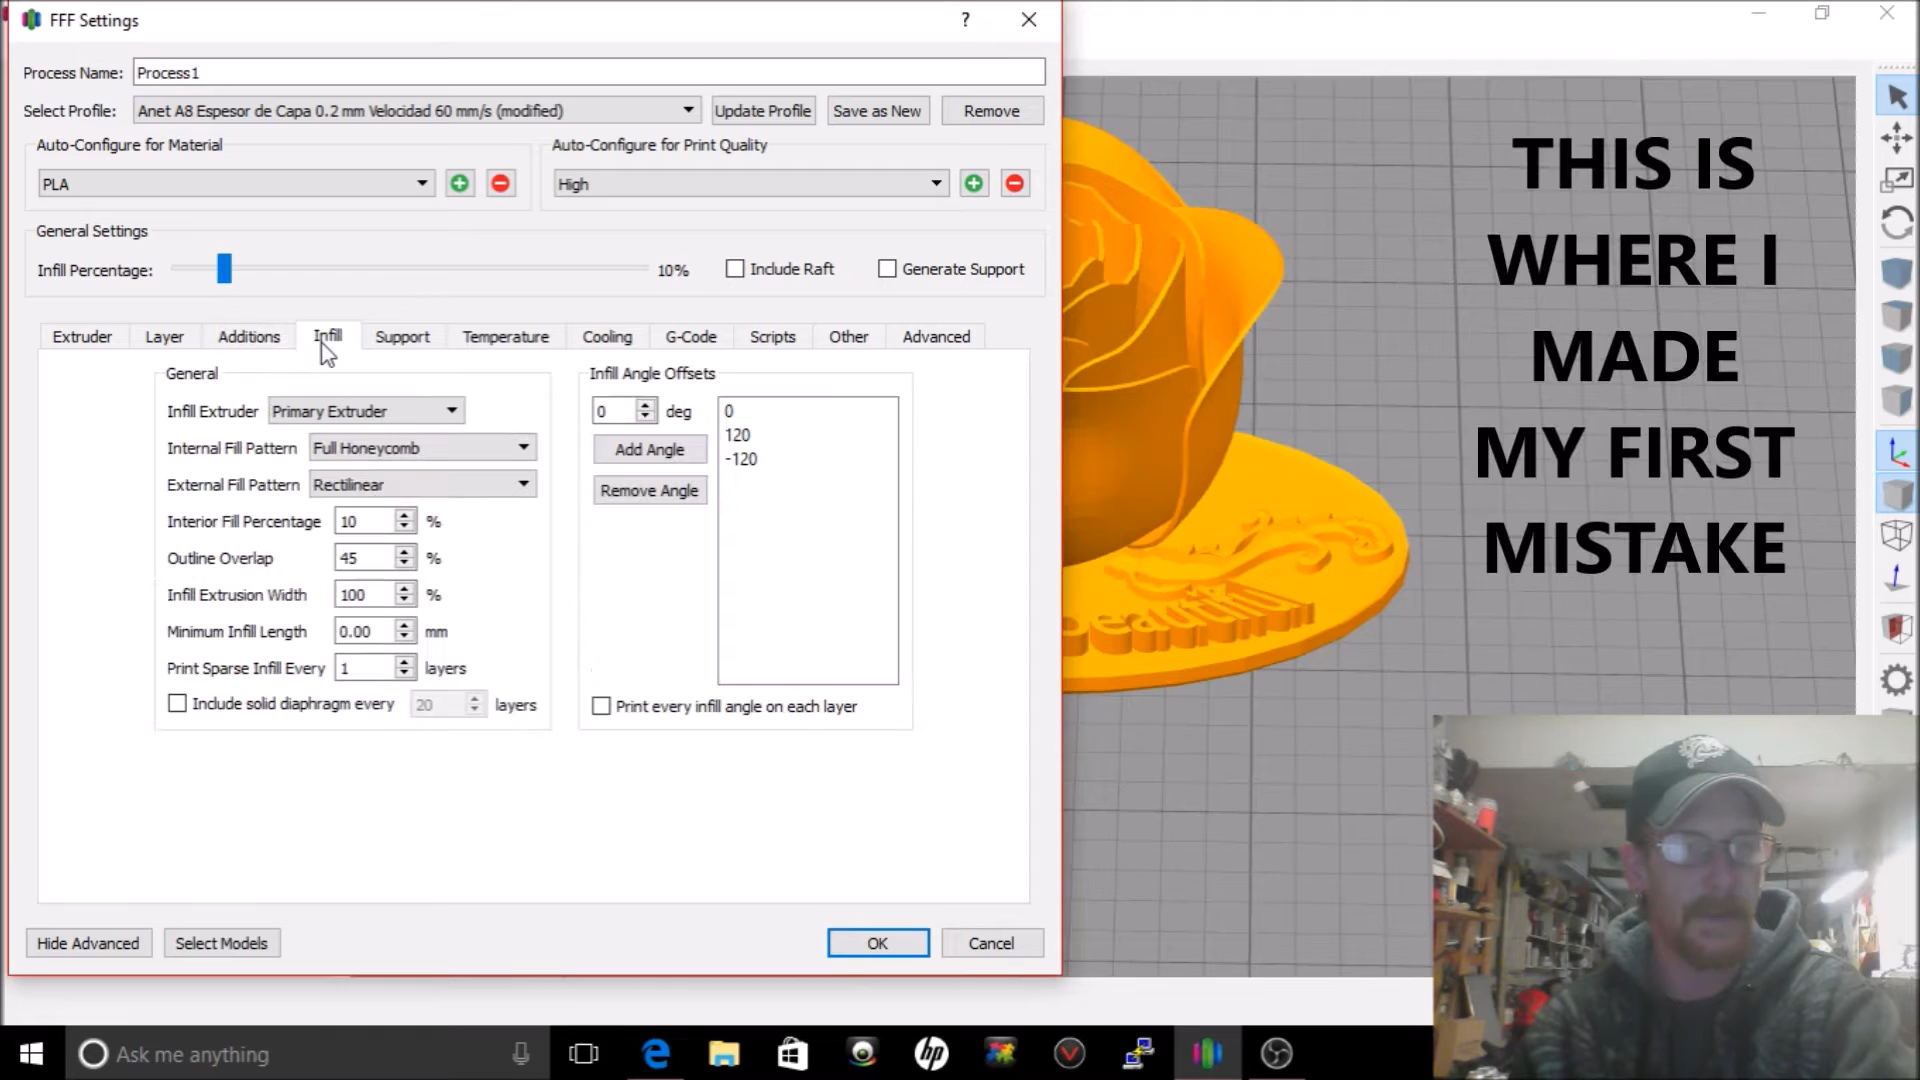 FFF Settings
?
Process Name: Process1
Select Profile: Anet A8 Espesor de Capa 0.2 mm Velocidad 60 mm/s (modified) Update Profile Save as New Remove
Auto-Configure for Material Auto-Configure for Print Quality
PLA High
General Settings
Infill Percentage: 10% Include Raft Generate Support
Extruder Layer Additions Infill Support Temperature Cooling G-Code Scripts Other Advanced
General Infill Angle Offsets
Infill Extruder Primary Extruder 0 deg 0
120
-120
Internal Fill Pattern Full Honeycomb Add Angle
External Fill Pattern Rectilinear Remove Angle
Interior Fill Percentage 10 %
Outline Overlap 45 %
Infill Extrusion Width 100 %
Minimum Infill Length 0.00 mm
Print Sparse Infill Every 1 layers
Include solid diaphragm every 20 layers Print every infill angle on each layer
Hide Advanced Select Models OK Cancel
THIS IS
WHERE I
MADE
MY FIRST
MISTAKE
beautiful
Ask me anything
hp